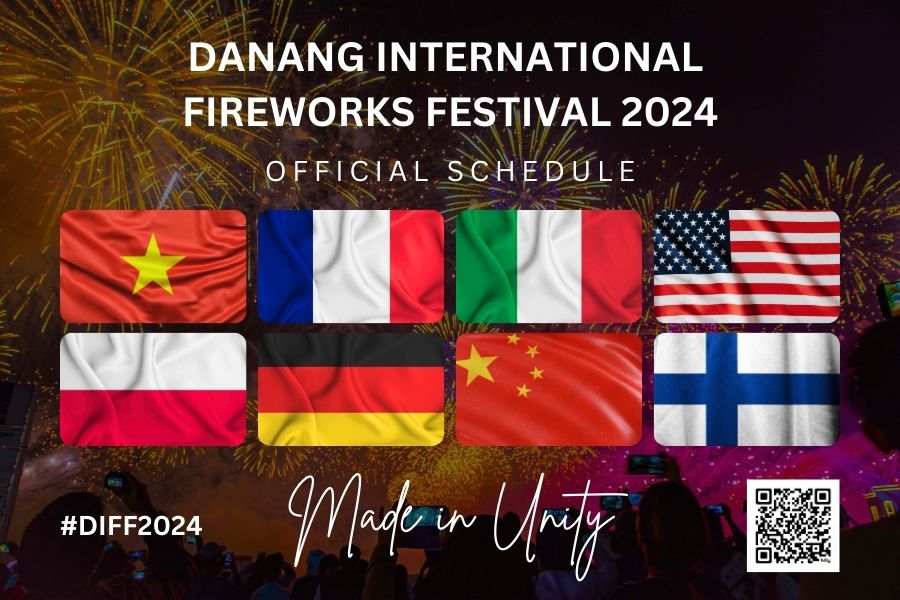 DANANG INTERNATIONAL
FIREWORKS FESTIVAL 2024
OFFICIAL SCHEDULE
#DIFF2024
Made in Unity